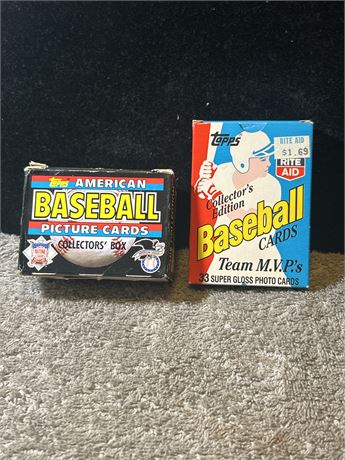 Topps AMERICAN
BASEBALL
PICTURE CARDS
COLLECTORS' BOX
Topps
RITE AID
$1.69
RITE
AID
Collector's
Edition
Baseball
CARDS
Team M.V.P.'s
33 SUPER GLOSS PHOTO CARDS